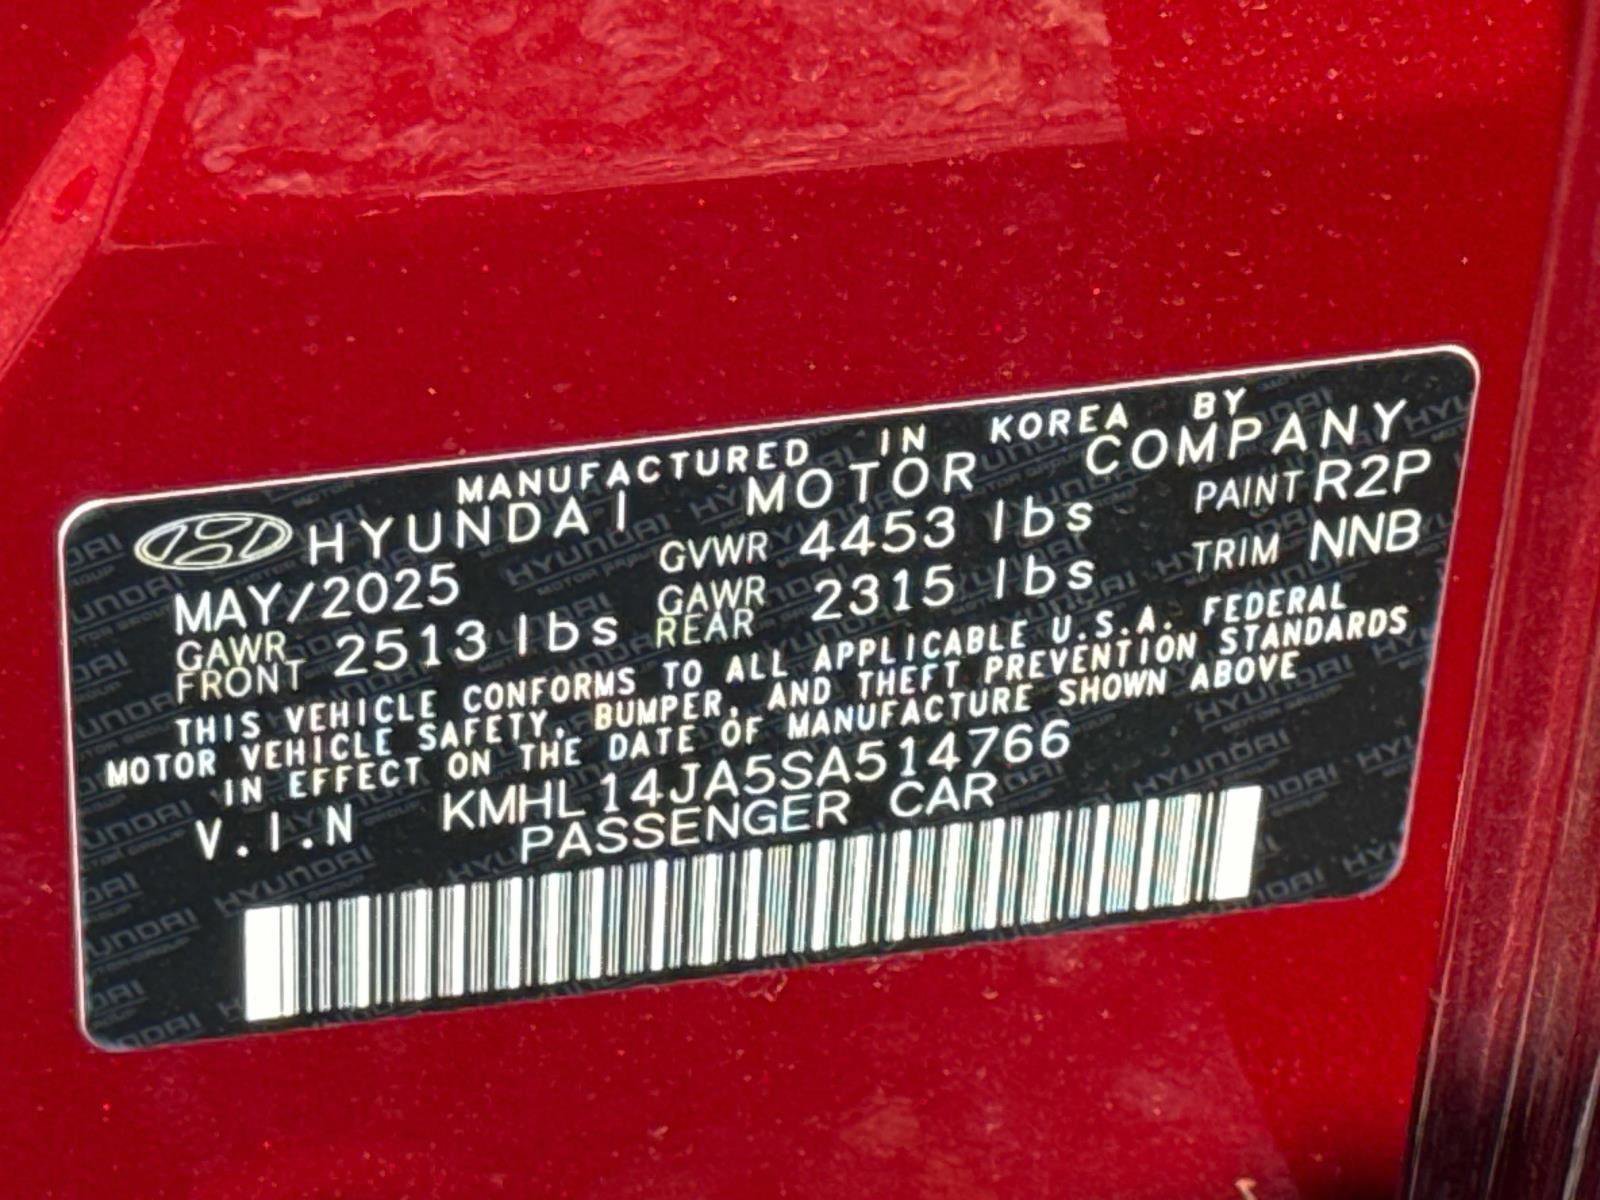 MANUFACTURED IN KOREA BY
HYUNDAI MOTOR COMPANY
MAY/2025 GVWR 4453 lbs PAINT R2P
GAWR FRONT 2513 lbs GAWR REAR 2315 lbs TRIM NNB
THIS VEHICLE CONFORMS TO ALL APPLICABLE U.S.A. FEDERAL
MOTOR VEHICLE SAFETY, BUMPER, AND THEFT PREVENTION STANDARDS
IN EFFECT ON THE DATE OF MANUFACTURE SHOWN ABOVE
V.I.N KMHL14JA5SA514766
PASSENGER CAR